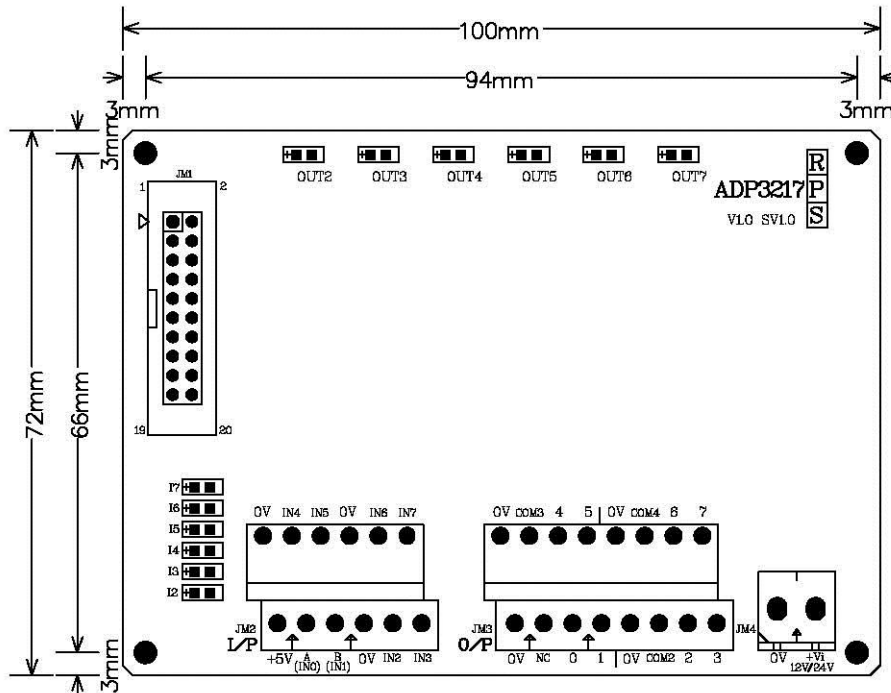 100mm
94mm
3mm 3mm
3mm
JM1
1 2
OUT2 OUT3 OUT4 OUT5 OUT6 OUT7
R
ADP3217 P
V1.0 SV1.0 S
72mm
66mm
19 20
I7
I6
I5
I4
I3
I2
0V IN4 IN5 0V IN6 IN7
0V COM3 4 5 0V COM4 6 7
JM2
I/P
JM3
O/P
JM4
+5V A B 0V IN2 IN3
(IN0) (IN1)
0V NC 0 1 0V COM2 2 3
0V +Vi
12V/24V
3mm